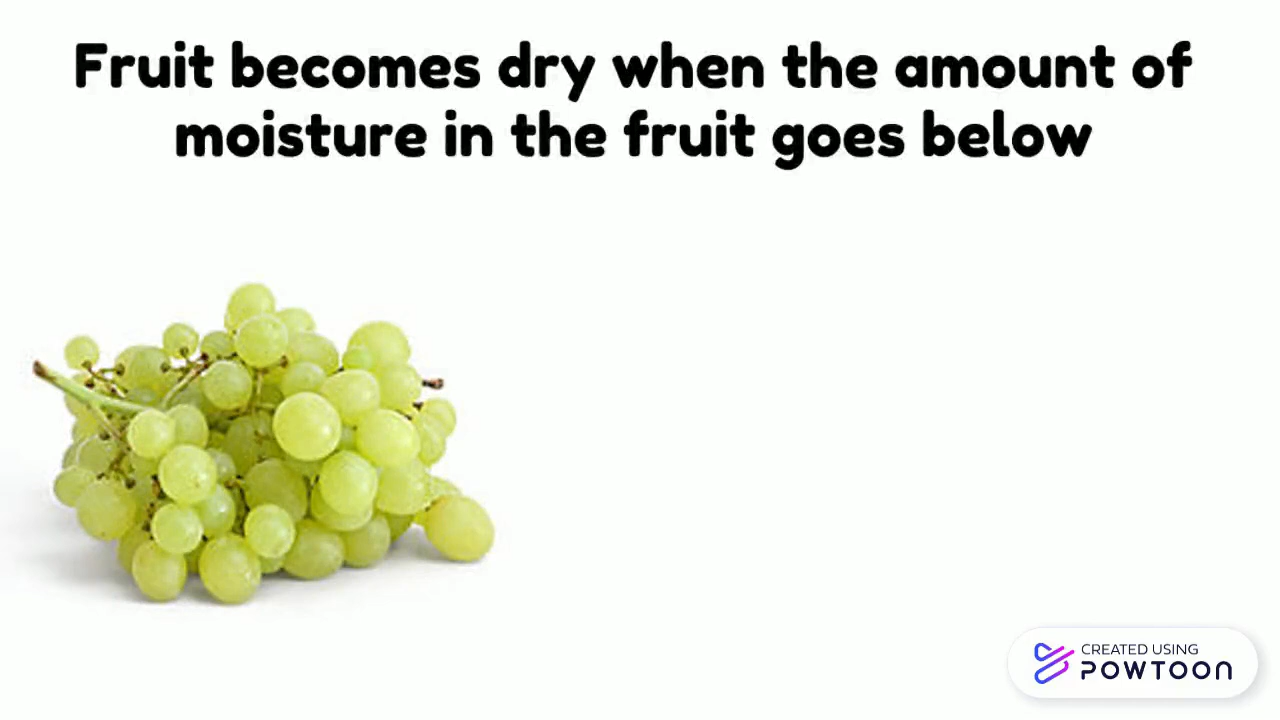 Fruit becomes dry when the amount of
moisture in the fruit goes below
CREATED USING
POWTOON